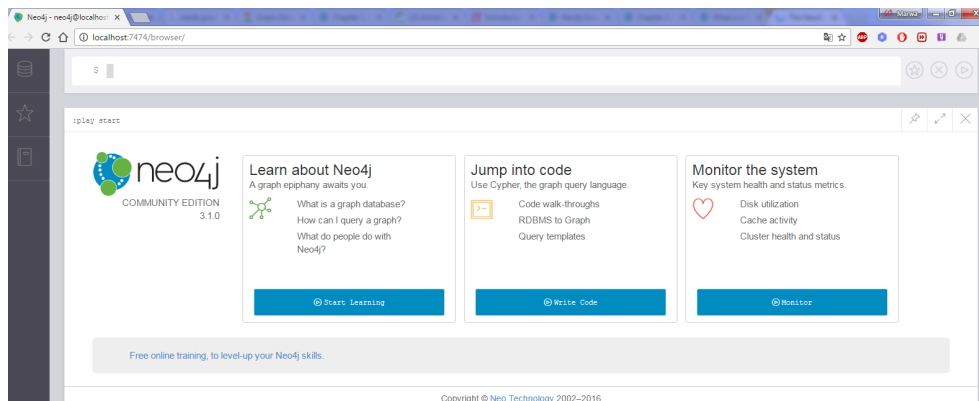 Neo4j - neo4j@localhost
Marwa
localhost:7474/browser/
ABP
$
:play start
neo4j
COMMUNITY EDITION
3.1.0
Learn about Neo4j
A graph epiphany awaits you.
What is a graph database?
How can I query a graph?
What do people do with
Neo4j?
Start Learning
Jump into code
Use Cypher, the graph query language.
Code walk-throughs
RDBMS to Graph
Query templates
Write Code
Monitor the system
Key system health and status metrics.
Disk utilization
Cache activity
Cluster health and status
Monitor
Free online training, to level-up your Neo4j skills.
Copyright © Neo Technology 2002–2016